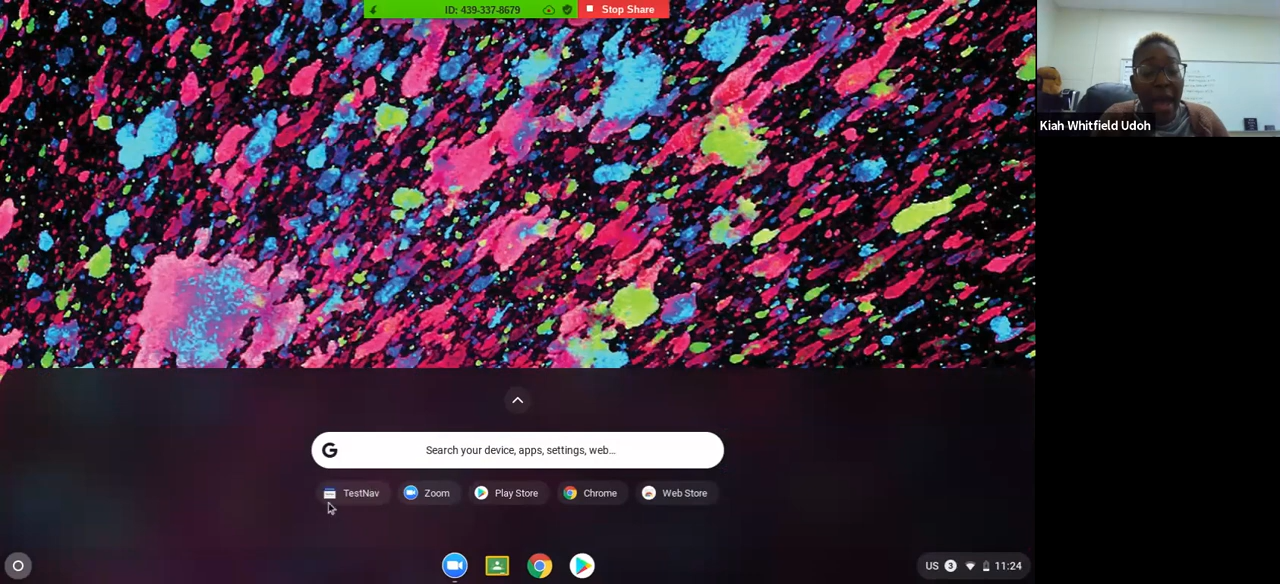 ID: 439-337-8679
Stop Share
Kiah Whitfield Udoh
Search your device, apps, settings, web...
TestNav
Zoom
Play Store
Chrome
Web Store
US 3 11:24